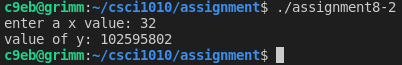 c9eb@grimm:~/csci1010/assignment$ ./assignment8-2
enter a x value: 32
value of y: 102595802
c9eb@grimm:~/csci1010/assignment$